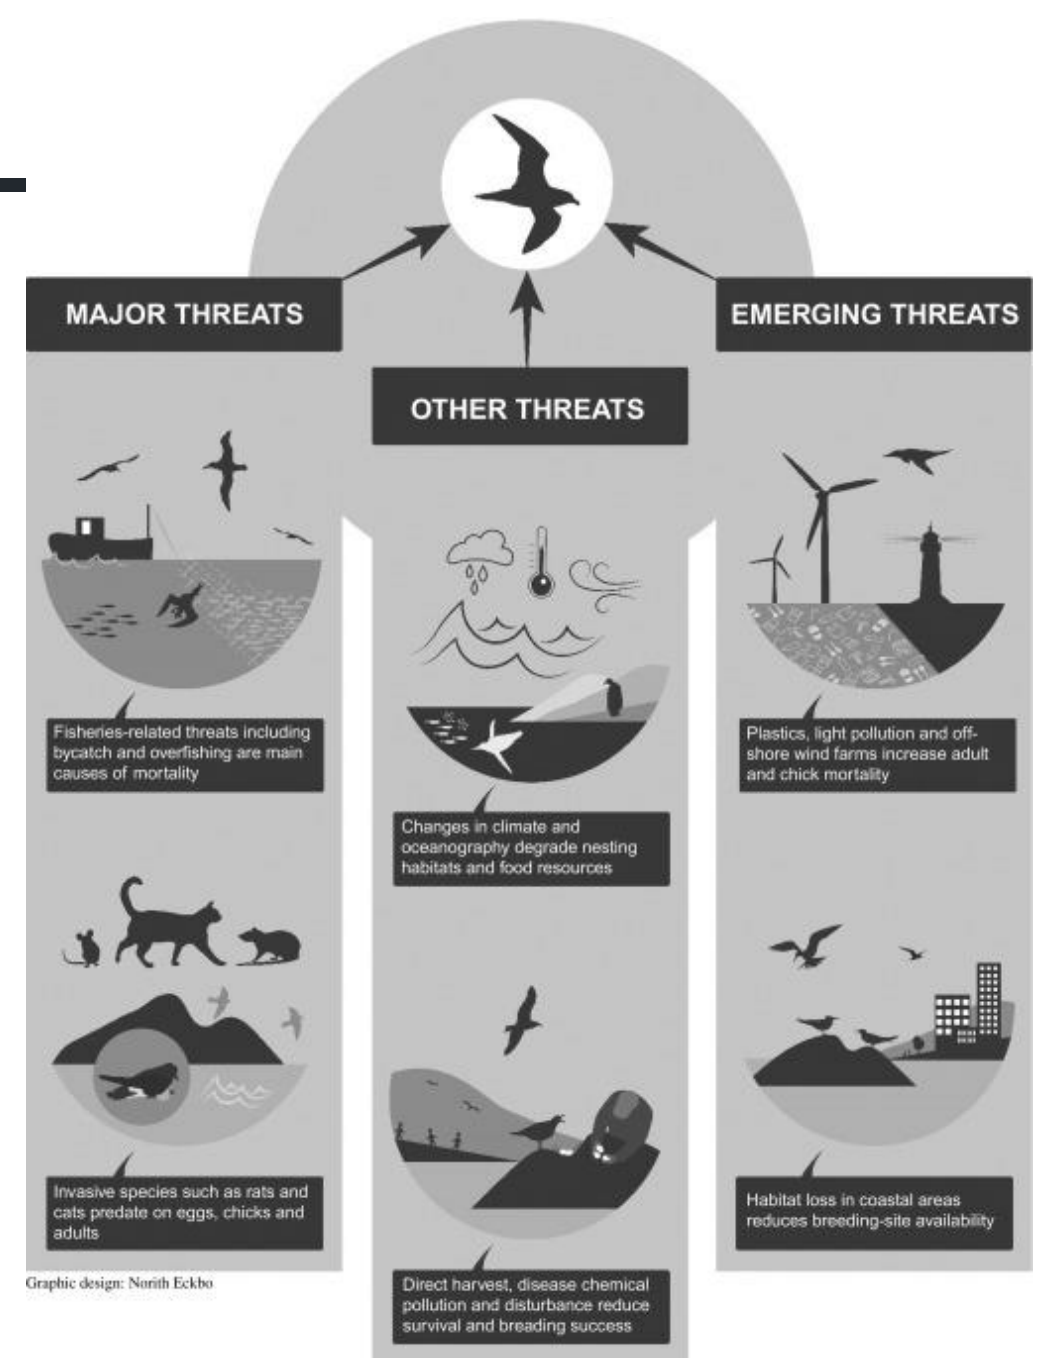 MAJOR THREATS
Fisheries-related threats including
bycatch and overfishing are main
causes of mortality
Invasive species such as rats and
cats predate on eggs, chicks and
adults
Graphic design: Norith Eckbo
OTHER THREATS
Changes in climate and
oceanography degrade nesting
habitats and food resources
Direct harvest, disease chemical
pollution and disturbance reduce
survival and breading success
EMERGING THREATS
Plastics, light pollution and off-
shore wind farms increase adult
and chick mortality
Habitat loss in coastal areas
reduces breeding-site availability